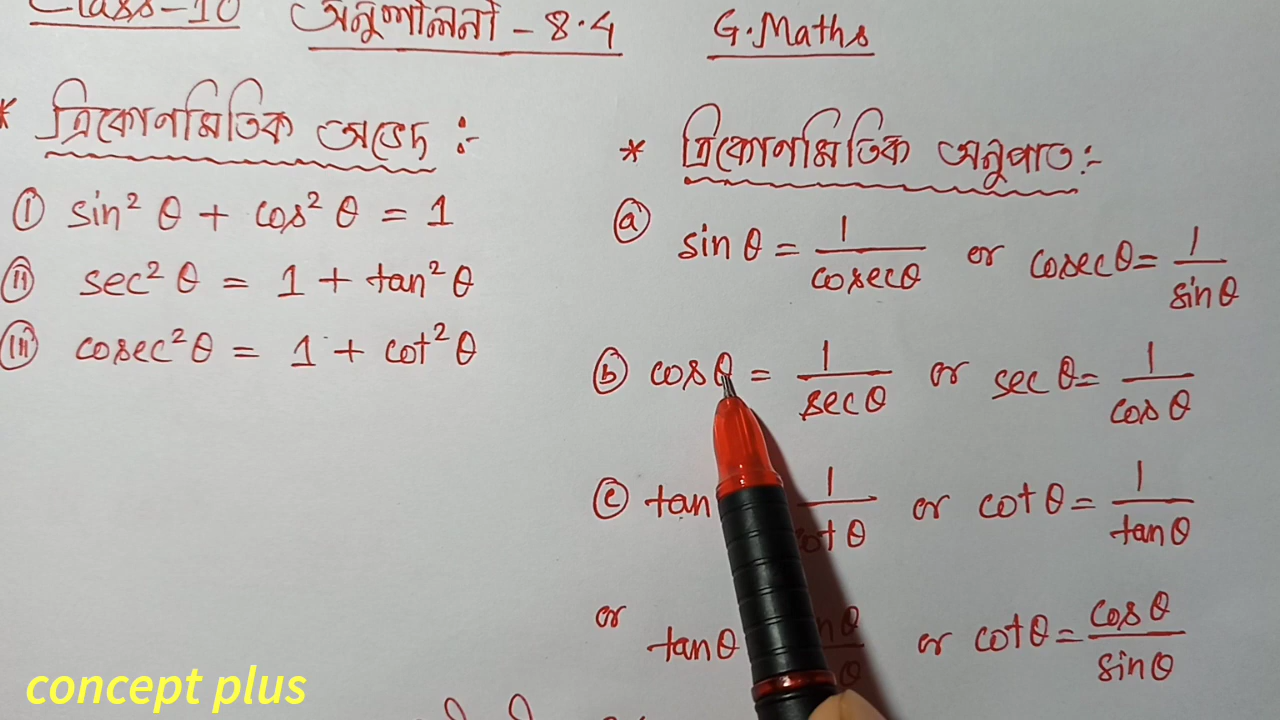 Class-10 অনুশীলনী - 8.4 G.Maths
* ত্রিকোণমিতিক অভেদ :-
(i) sin² θ + cos² θ = 1
(ii) sec² θ = 1 + tan² θ
(iii) cosec² θ = 1 + cot² θ
* ত্রিকোণমিতিক অনুপাত :-
(a) sin θ = 1/cosec θ or cosec θ = 1/sin θ
(b) cos θ = 1/sec θ or sec θ = 1/cos θ
(c) tan 1/cot θ or cot θ = 1/tan θ
or tan θ or cot θ = cos θ/sin θ
concept plus